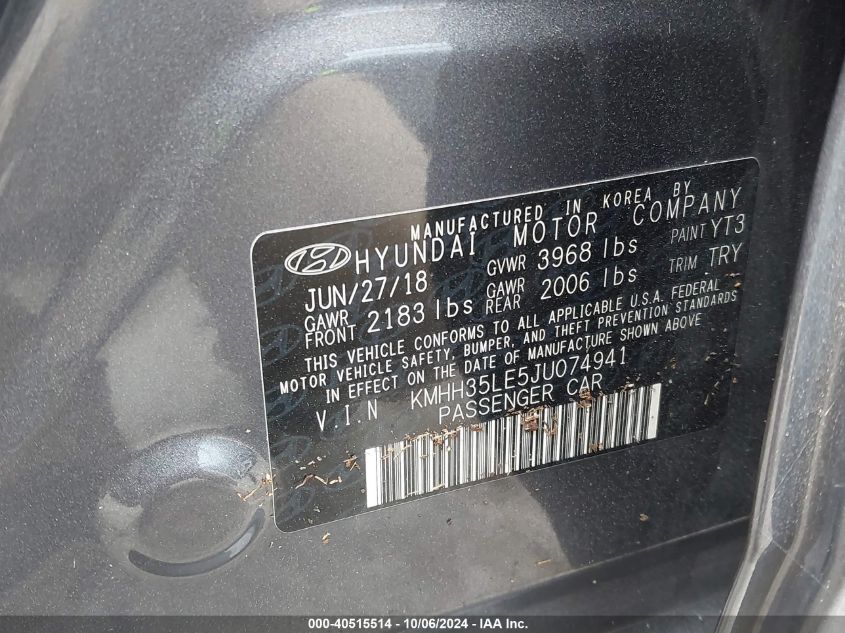 MANUFACTURED IN KOREA BY
HYUNDAI MOTOR COMPANY
JUN/27/18 GVWR 3968 lbs PAINT YT3
GAWR FRONT 2183 lbs GAWR REAR 2006 lbs TRIM TRY
THIS VEHICLE CONFORMS TO ALL APPLICABLE U.S.A. FEDERAL
MOTOR VEHICLE SAFETY, BUMPER, AND THEFT PREVENTION STANDARDS
IN EFFECT ON THE DATE OF MANUFACTURE SHOWN ABOVE
V.I.N KMHH35LE5JU074941
PASSENGER CAR
000-40515514 - 10/06/2024 - IAA Inc.